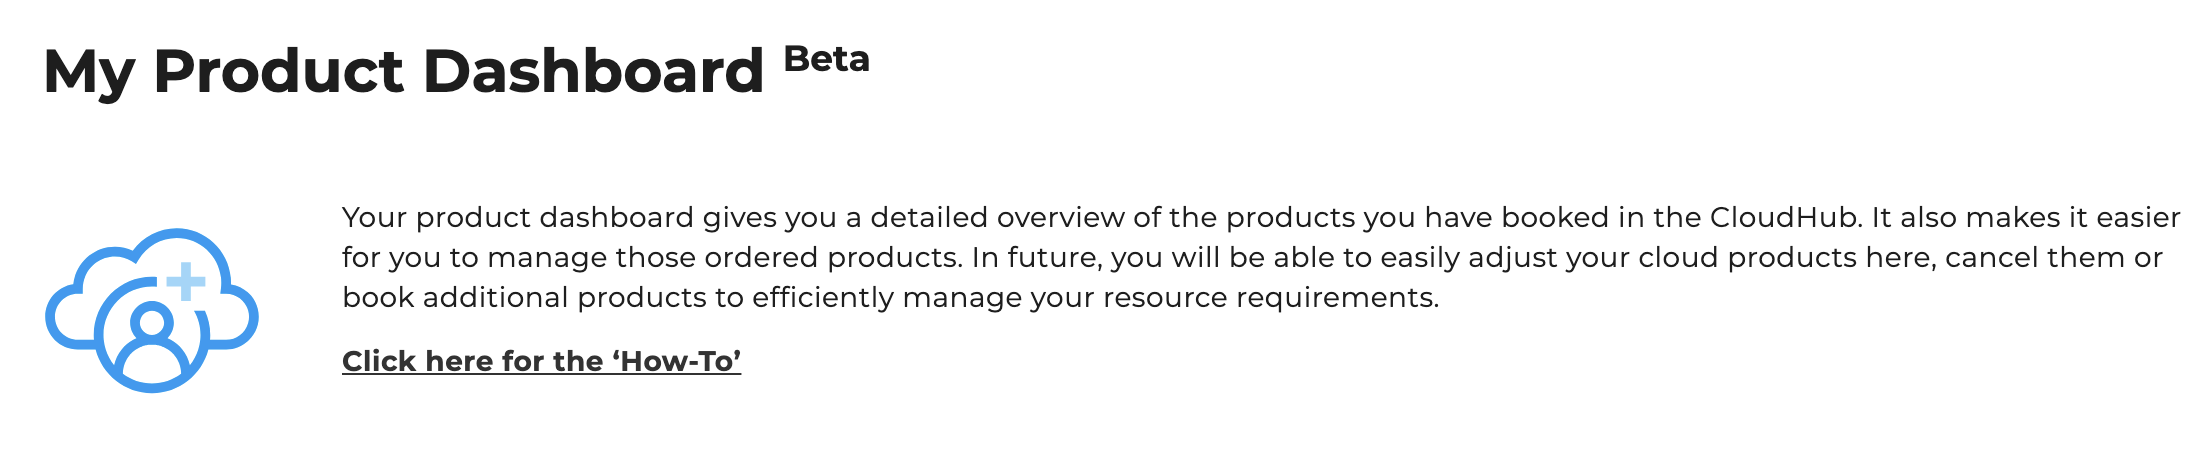 My Product Dashboard Beta
Your product dashboard gives you a detailed overview of the products you have booked in the CloudHub. It also makes it easier
for you to manage those ordered products. In future, you will be able to easily adjust your cloud products here, cancel them or
book additional products to efficiently manage your resource requirements.
Click here for the ‘How-To’